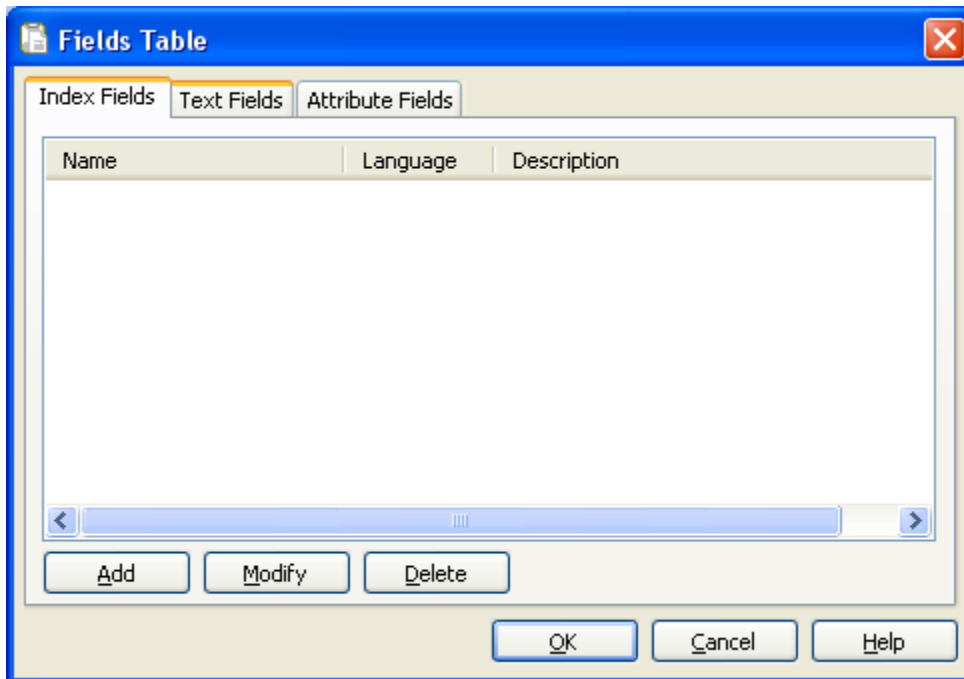 Fields Table
Index Fields Text Fields Attribute Fields
Name Language Description
Add Modify Delete
OK Cancel Help